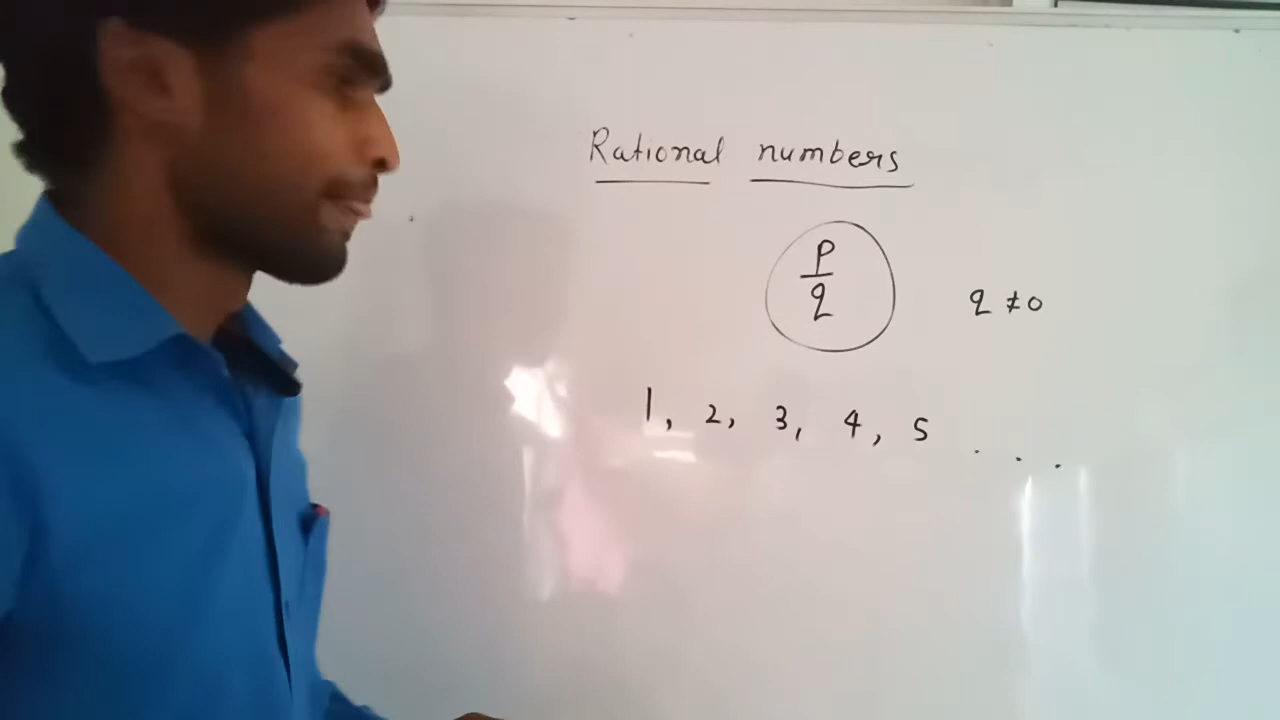 Rational numbers
p/q q ≠ 0
1, 2, 3, 4, 5 . . .